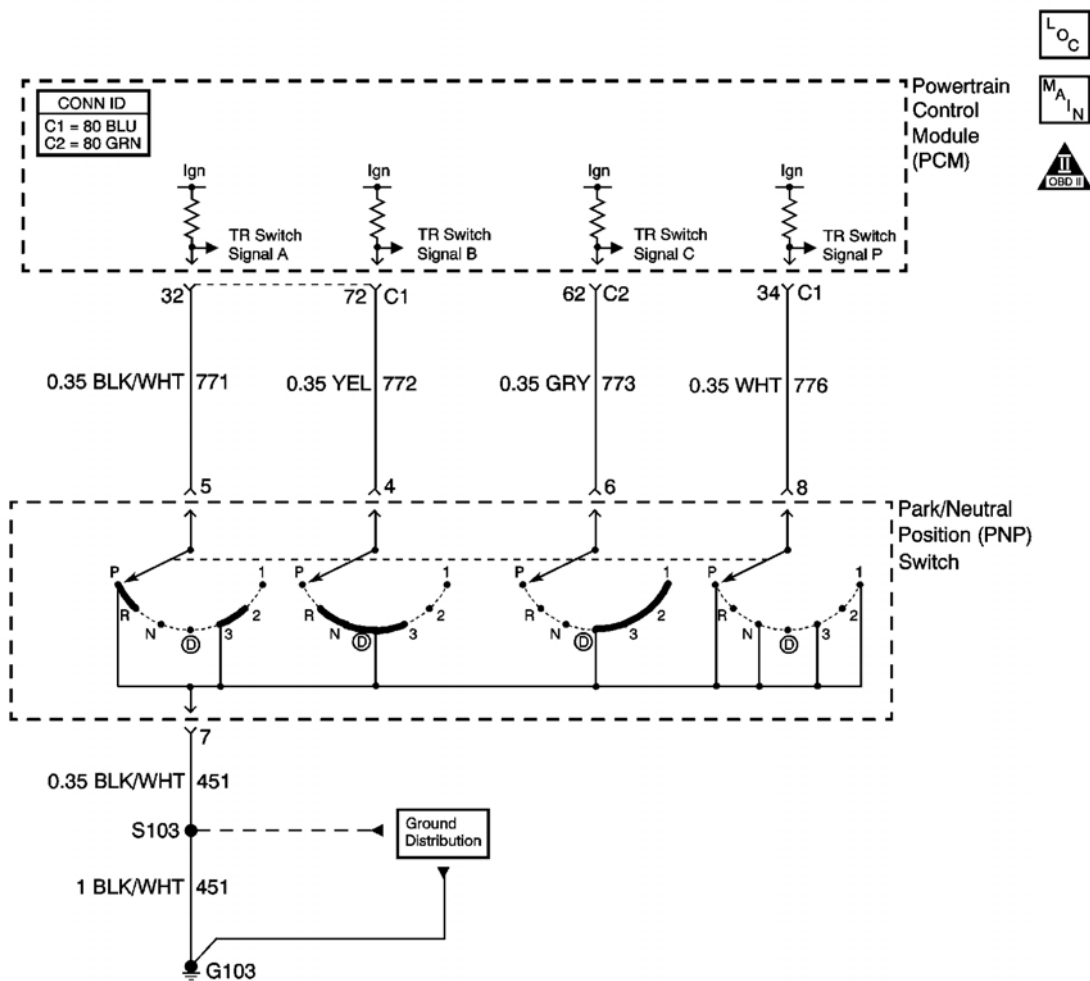 LOC
MAIN
II
OBD II
Powertrain
Control
Module
(PCM)
CONN ID
C1 = 80 BLU
C2 = 80 GRN
Ign
Ign
Ign
Ign
TR Switch
Signal A
TR Switch
Signal B
TR Switch
Signal C
TR Switch
Signal P
32
72 C1
62 C2
34 C1
0.35 BLK/WHT 771
0.35 YEL 772
0.35 GRY 773
0.35 WHT 776
5
4
6
8
Park/Neutral
Position (PNP)
Switch
P R N D 3 2 1
P R N D 3 2 1
P R N D 3 2 1
P R N D 3 2 1
7
0.35 BLK/WHT 451
S103
Ground
Distribution
1 BLK/WHT 451
G103